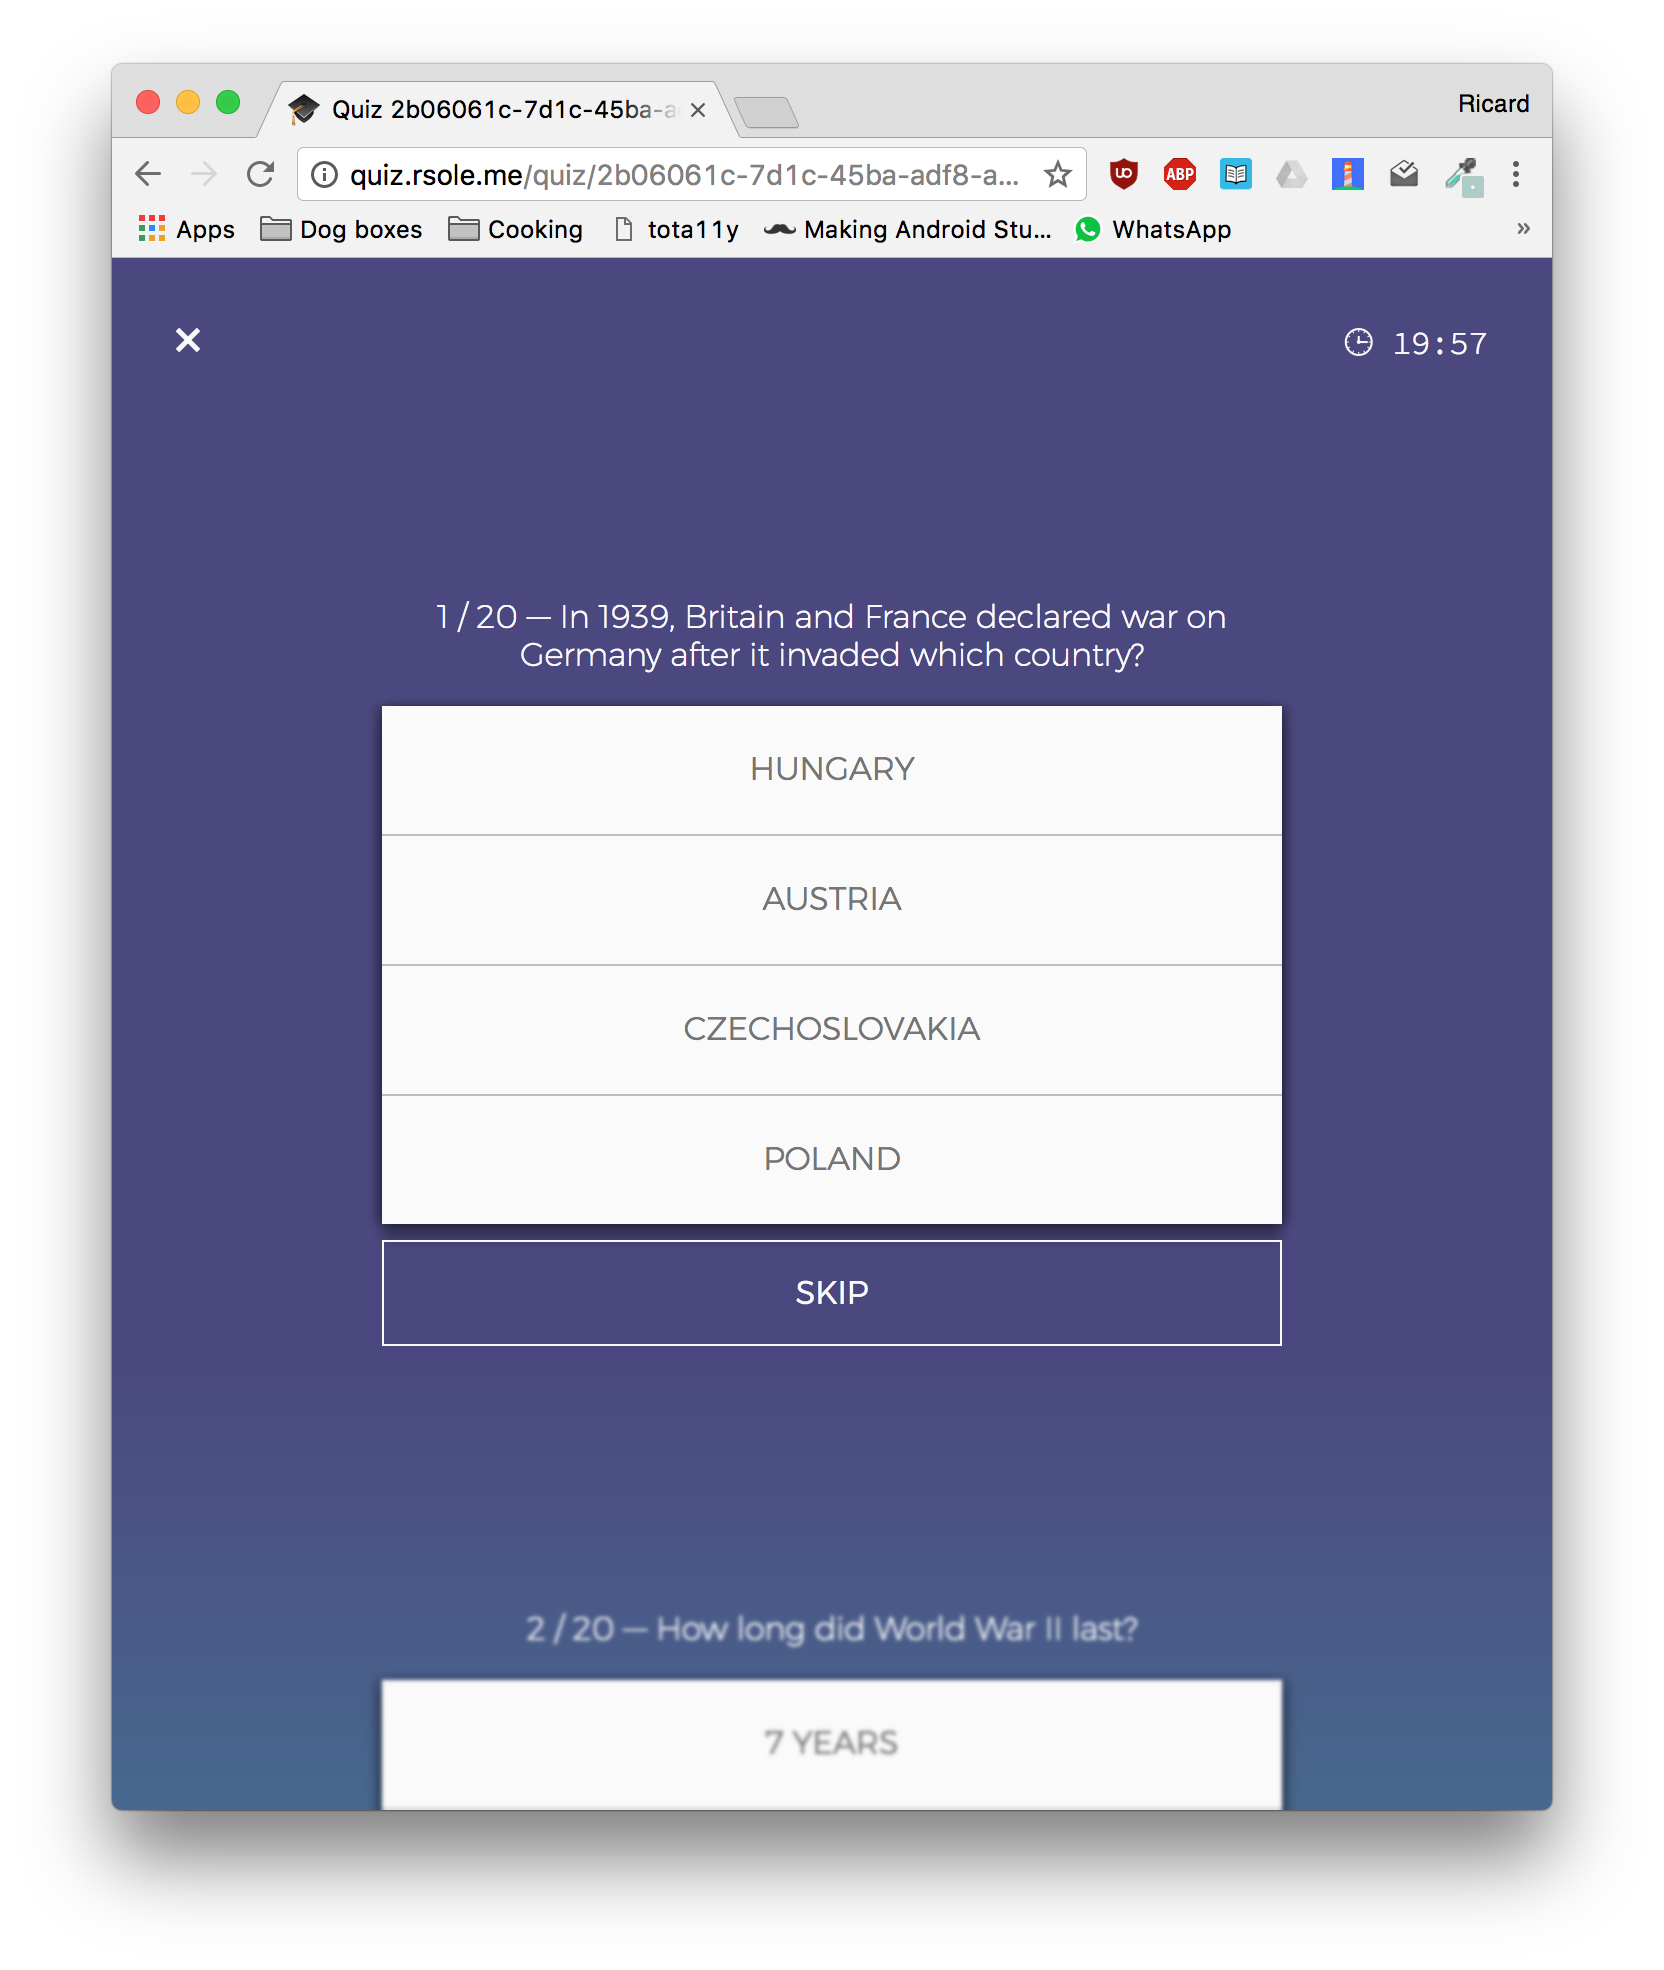 Quiz 2b06061c-7d1c-45ba-a
Ricard
quiz.rsole.me/quiz/2b06061c-7d1c-45ba-adf8-a...
ABP
Apps
Dog boxes
Cooking
tota11y
Making Android Stu...
WhatsApp
»
19:57
1 / 20 — In 1939, Britain and France declared war on
Germany after it invaded which country?
HUNGARY
AUSTRIA
CZECHOSLOVAKIA
POLAND
SKIP
2 / 20 — How long did World War II last?
7 YEARS